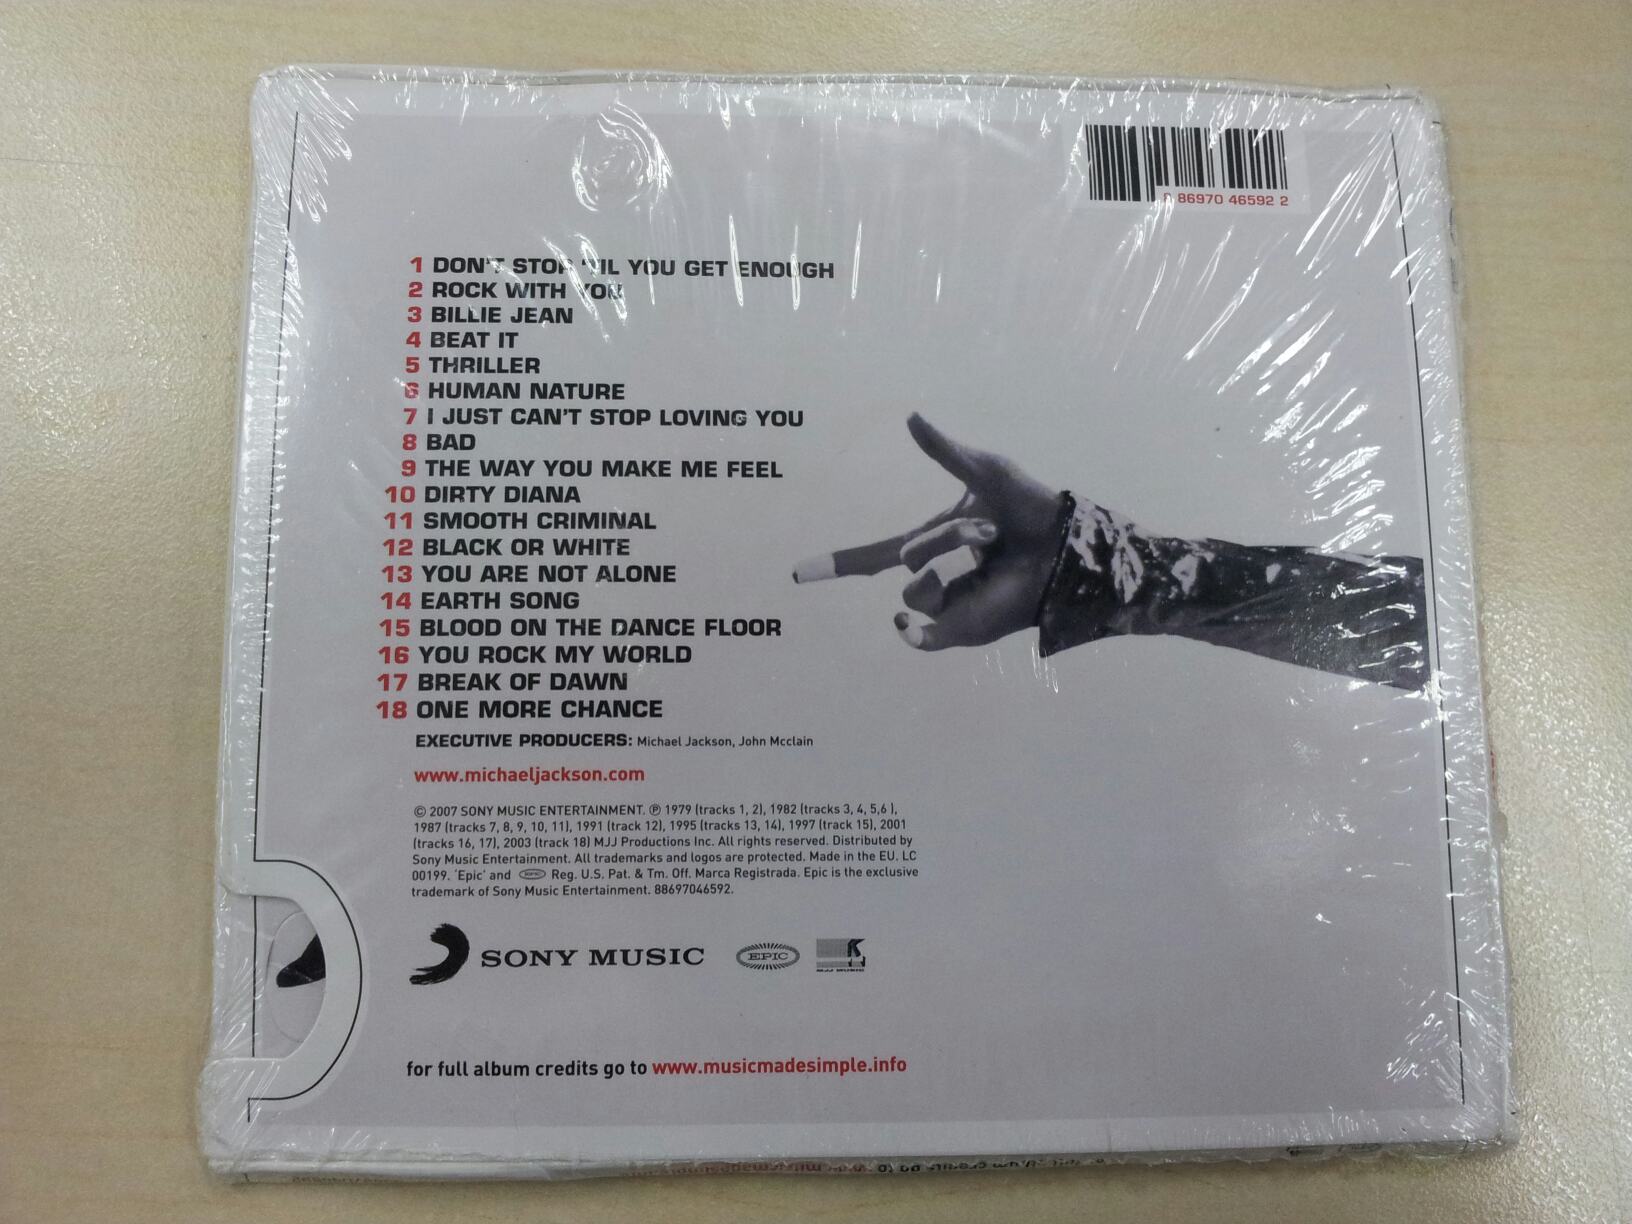 86970 46592 2
1 DON'T STOP 'TIL YOU GET ENOUGH
2 ROCK WITH YOU
3 BILLIE JEAN
4 BEAT IT
5 THRILLER
6 HUMAN NATURE
7 I JUST CAN'T STOP LOVING YOU
8 BAD
9 THE WAY YOU MAKE ME FEEL
10 DIRTY DIANA
11 SMOOTH CRIMINAL
12 BLACK OR WHITE
13 YOU ARE NOT ALONE
14 EARTH SONG
15 BLOOD ON THE DANCE FLOOR
16 YOU ROCK MY WORLD
17 BREAK OF DAWN
18 ONE MORE CHANCE
EXECUTIVE PRODUCERS: Michael Jackson, John Mcclain
www.michaeljackson.com
© 2007 SONY MUSIC ENTERTAINMENT. ℗ 1979 (tracks 1, 2), 1982 (tracks 3, 4, 5,6 ),
1987 (tracks 7, 8, 9, 10, 11), 1991 (track 12), 1995 (tracks 13, 14), 1997 (track 15), 2001
(tracks 16, 17), 2003 (track 18) MJJ Productions Inc. All rights reserved. Distributed by
Sony Music Entertainment. All trademarks and logos are protected. Made in the EU. LC
00199. 'Epic' and EPIC Reg. U.S. Pat. & Tm. Off. Marca Registrada. Epic is the exclusive
trademark of Sony Music Entertainment. 88697046592.
SONY MUSIC EPIC MJJ MUSIC
for full album credits go to www.musicmadesimple.info